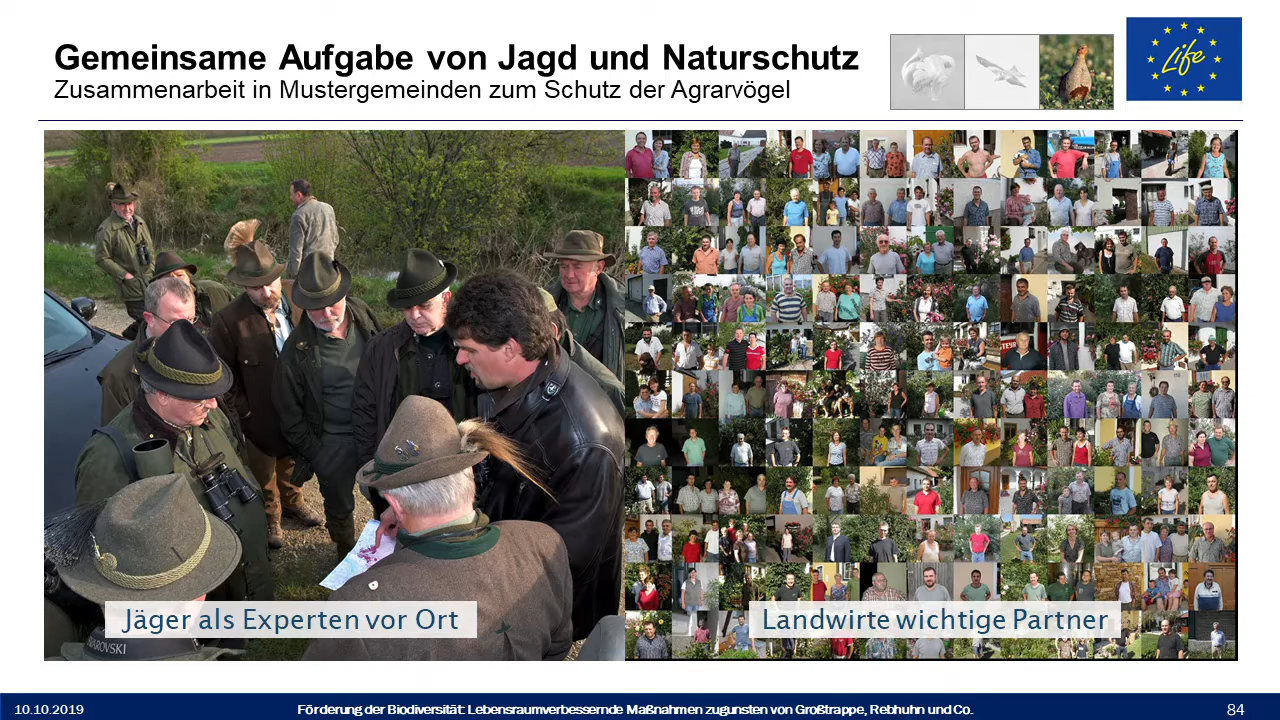 Gemeinsame Aufgabe von Jagd und Naturschutz
Zusammenarbeit in Mustergemeinden zum Schutz der Agrarvögel
Life
Jäger als Experten vor Ort
Landwirte wichtige Partner
10.10.2019
Förderung der Biodiversität: Lebensraumverbessernde Maßnahmen zugunsten von Großtrappe, Rebhuhn und Co.
84